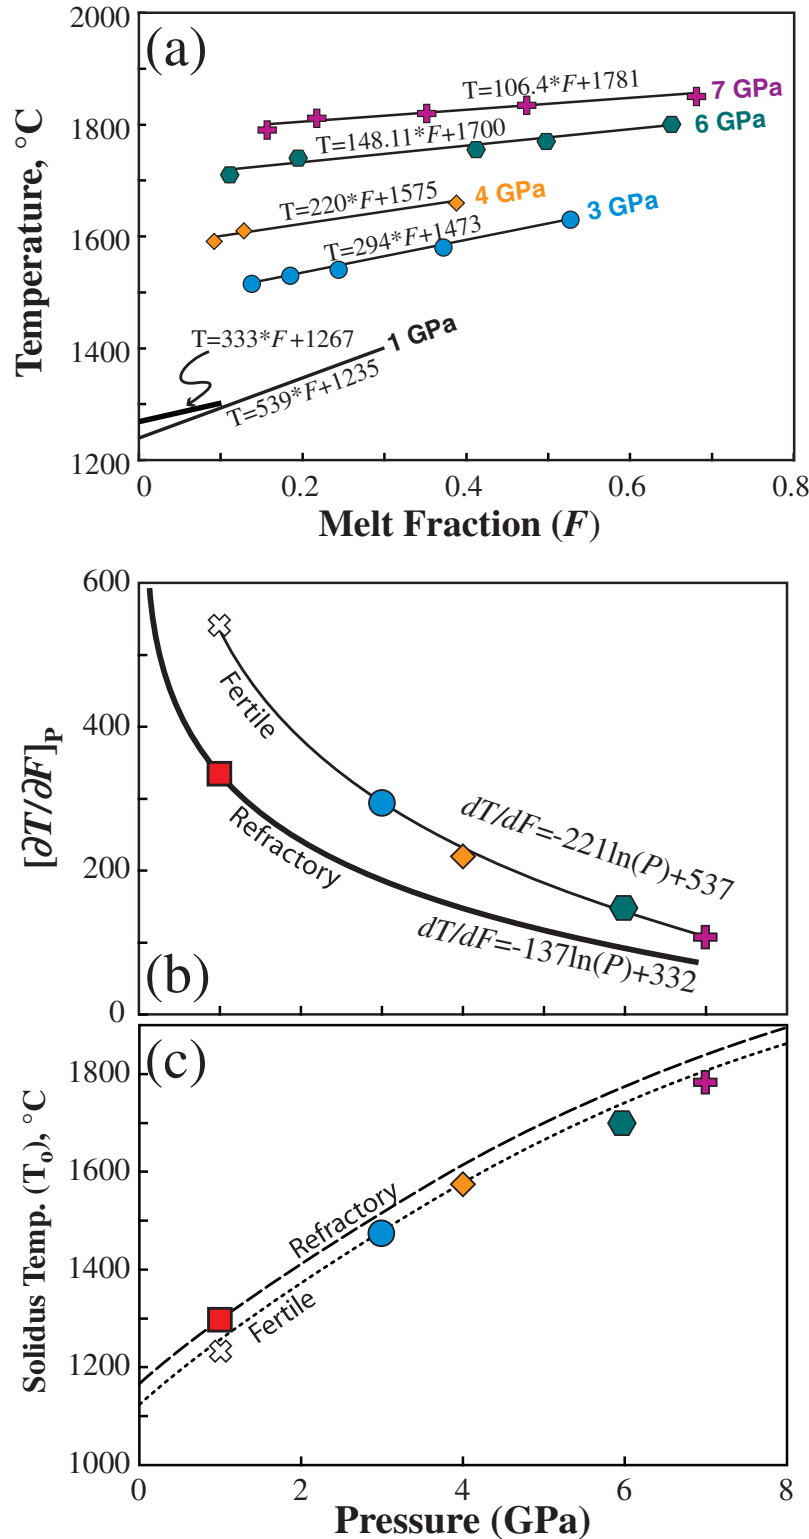 (a)
2000
1800
1600
1400
1200
Temperature, °C
T=106.4*F+1781
7 GPa
T=148.11*F+1700
6 GPa
T=220*F+1575
4 GPa
T=294*F+1473
3 GPa
T=333*F+1267
1 GPa
T=539*F+1235
0 0.2 0.4 0.6 0.8
Melt Fraction (F)
600
400
200
0
[∂T/∂F]P
Fertile
Refractory
dT/dF=-221ln(P)+537
dT/dF=-137ln(P)+332
(b)
(c)
1800
1600
1400
1200
1000
Solidus Temp. (To), °C
Refractory
Fertile
0 2 4 6 8
Pressure (GPa)